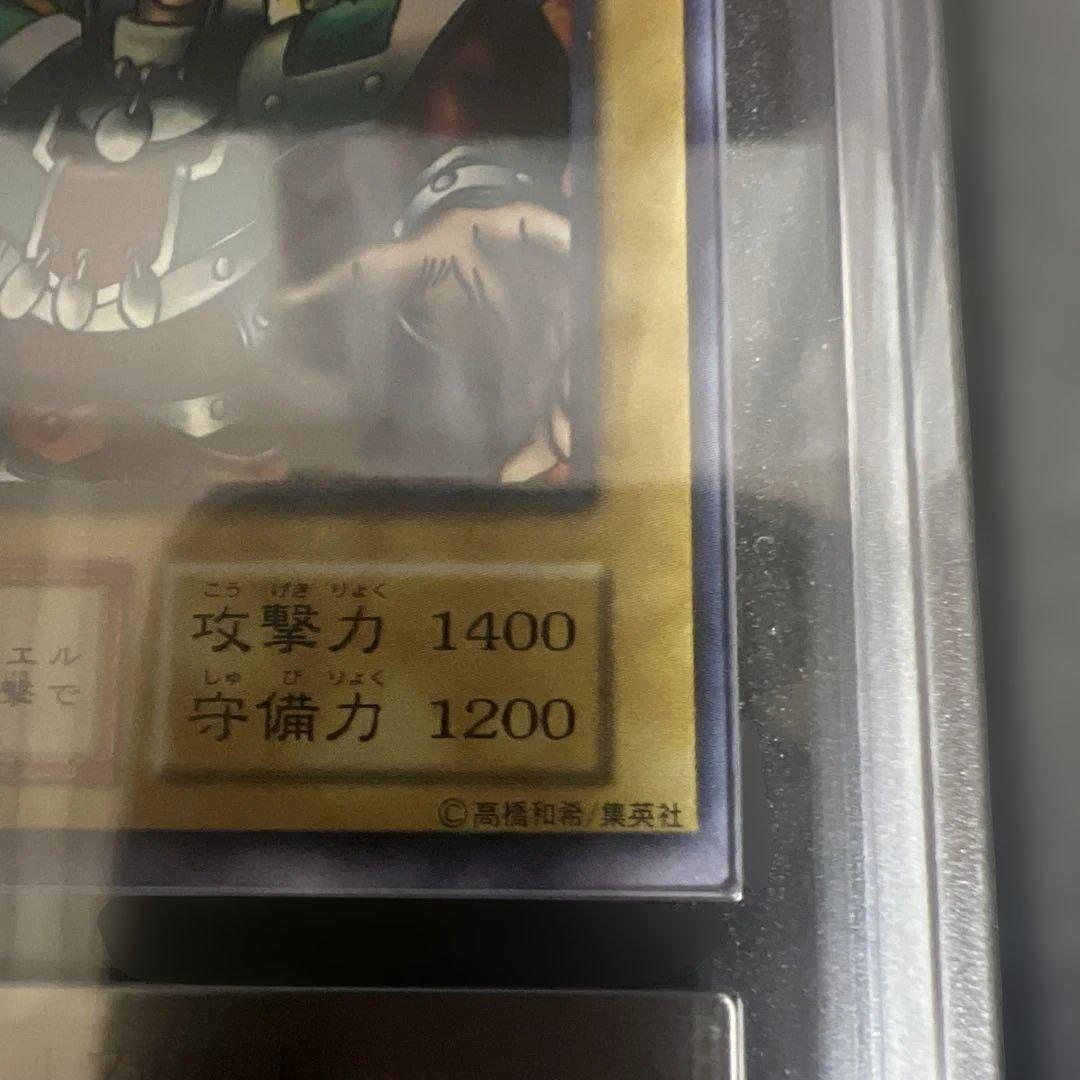 こう げき りょく
攻撃力 1400
エル
撃で
しゅ び りょく
守備力 1200
©高橋和希/集英社